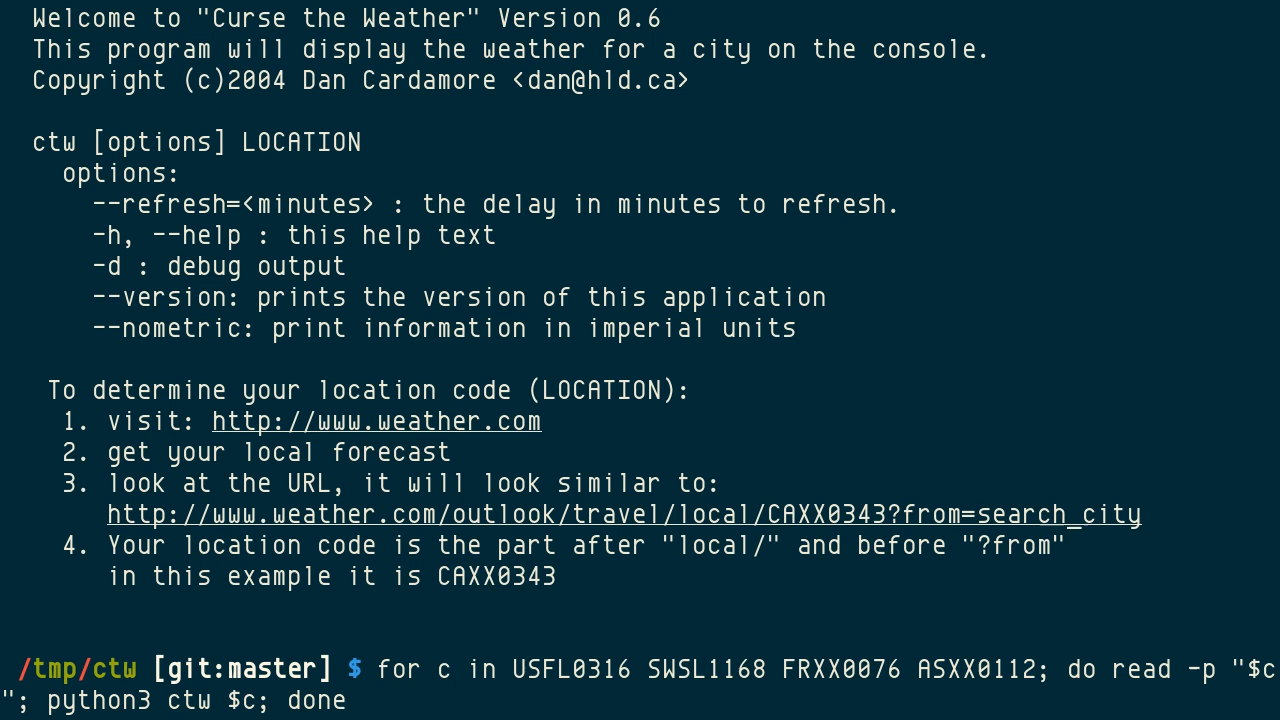 Welcome to "Curse the Weather" Version 0.6
This program will display the weather for a city on the console.
Copyright (c)2004 Dan Cardamore <dan@hld.ca>

ctw [options] LOCATION
  options:
    --refresh=<minutes> : the delay in minutes to refresh.
    -h, --help : this help text
    -d : debug output
    --version: prints the version of this application
    --nometric: print information in imperial units

 To determine your location code (LOCATION):
  1. visit: http://www.weather.com
  2. get your local forecast
  3. look at the URL, it will look similar to:
     http://www.weather.com/outlook/travel/local/CAXX0343?from=search_city
  4. Your location code is the part after "local/" and before "?from"
     in this example it is CAXX0343

/tmp/ctw [git:master] $ for c in USFL0316 SWSL1168 FRXX0076 ASXX0112; do read -p "$c
"; python3 ctw $c; done